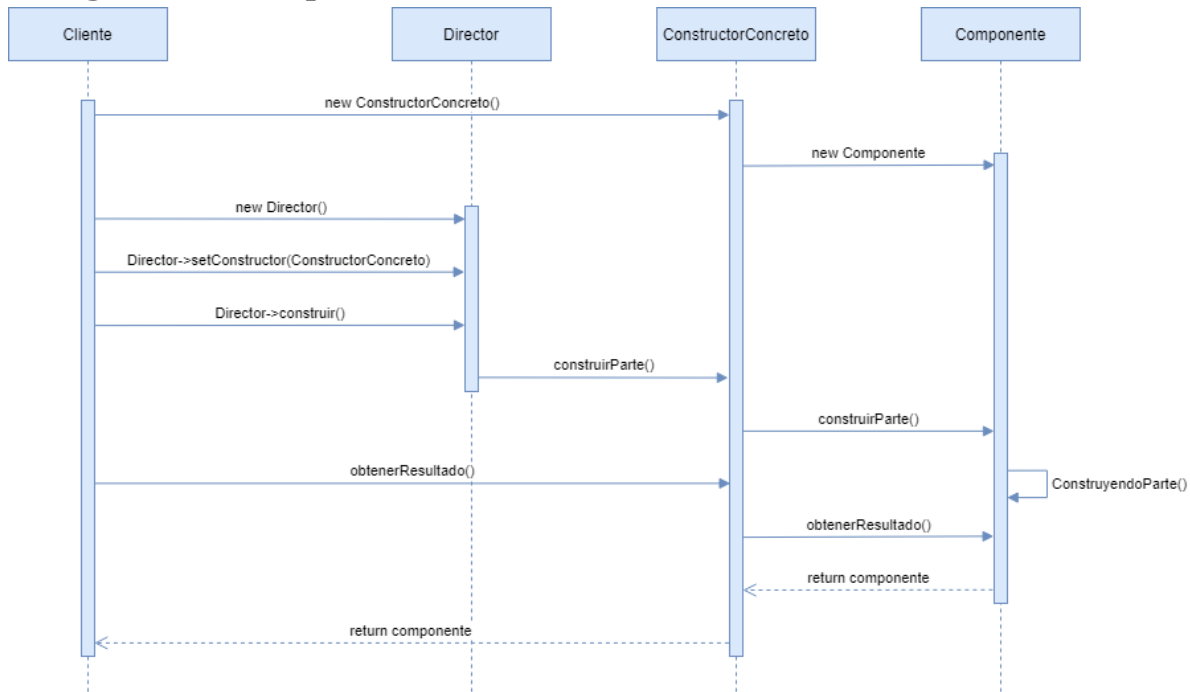 Cliente
Director
ConstructorConcreto
Componente
new ConstructorConcreto()
new Componente
new Director()
Director->setConstructor(ConstructorConcreto)
Director->construir()
construirParte()
construirParte()
obtenerResultado()
ConstruyendoParte()
obtenerResultado()
return componente
return componente